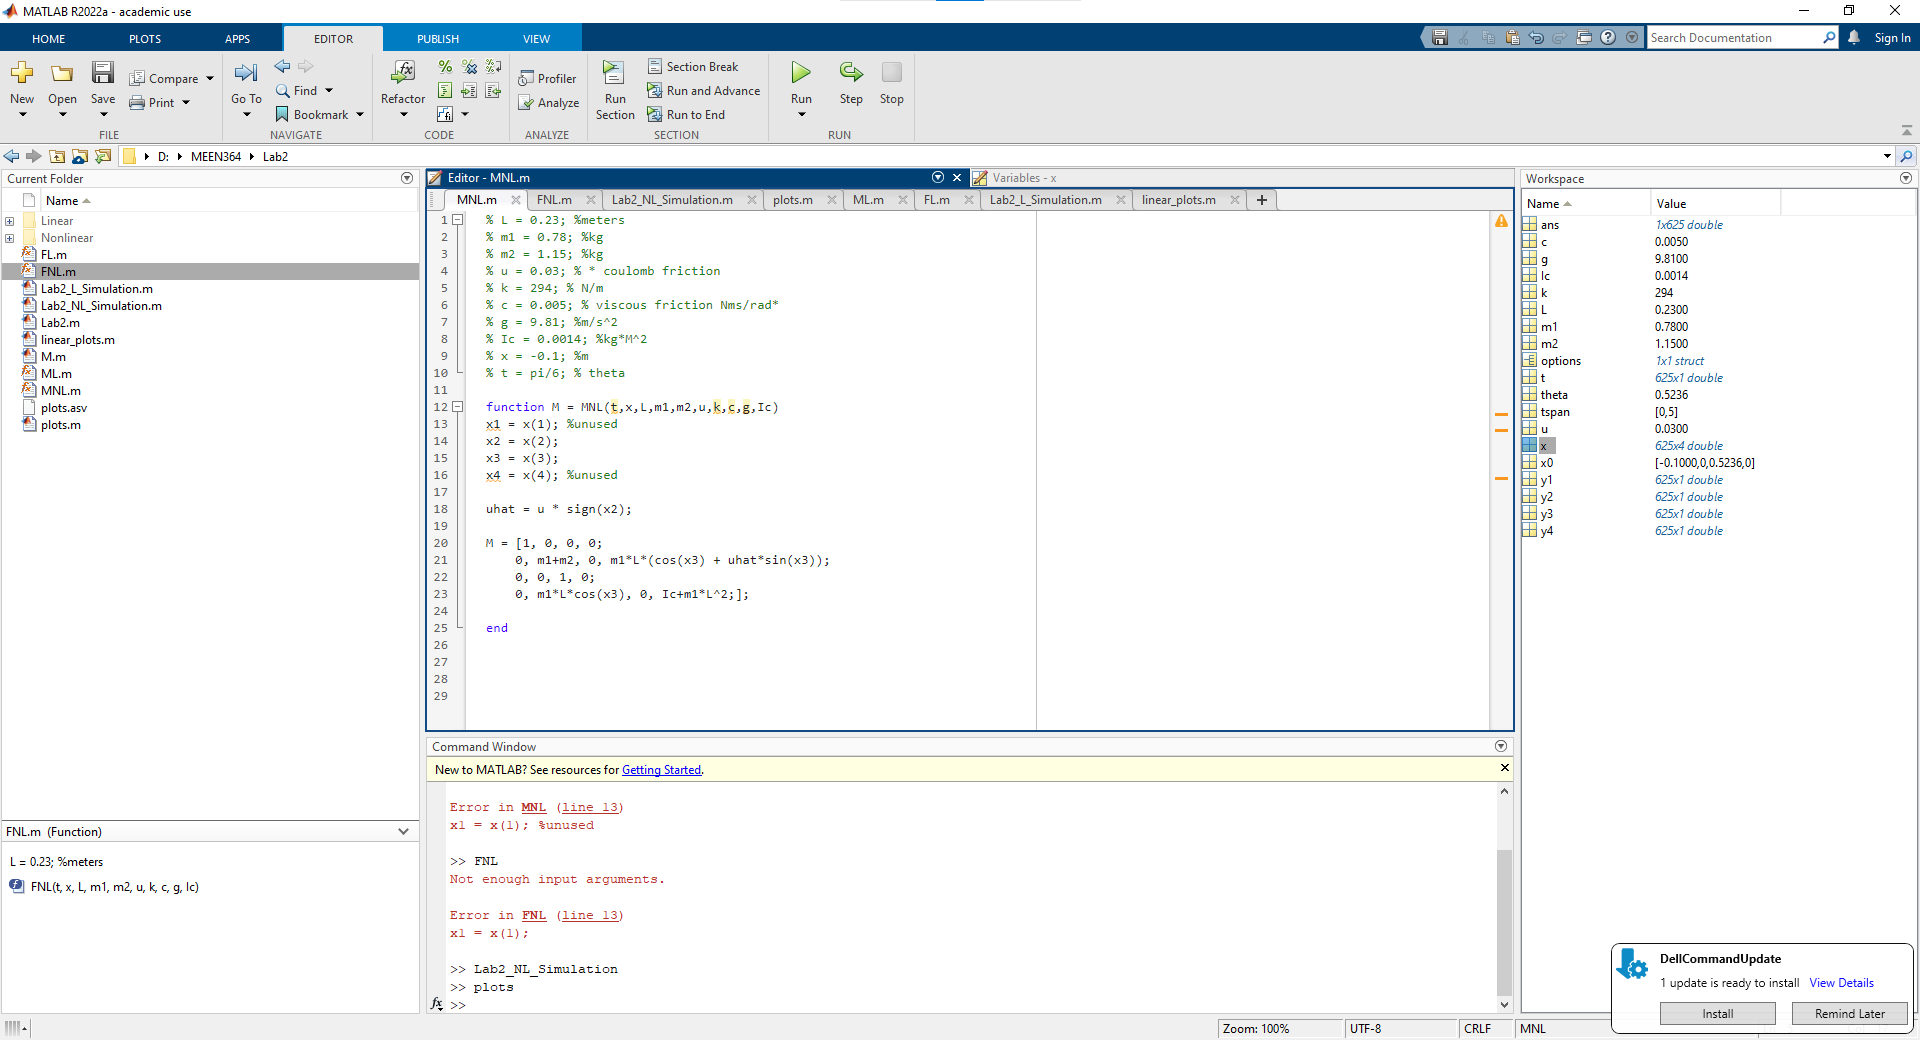 MATLAB R2022a - academic use
HOME PLOTS APPS EDITOR PUBLISH VIEW
Search Documentation
Sign In
New Open Save
Compare
Print
FILE
Go To
Find
Bookmark
NAVIGATE
Refactor
CODE
Profiler
Analyze
ANALYZE
Run Section
Section Break
Run and Advance
Run to End
SECTION
Run Step Stop
RUN
D: MEEN364 Lab2
Current Folder
Name
Linear
Nonlinear
FL.m
FNL.m
Lab2_L_Simulation.m
Lab2_NL_Simulation.m
Lab2.m
linear_plots.m
M.m
ML.m
MNL.m
plots.asv
plots.m
FNL.m (Function)
L = 0.23; %meters
FNL(t, x, L, m1, m2, u, k, c, g, Ic)
Editor - MNL.m
Variables - x
MNL.m FNL.m Lab2_NL_Simulation.m plots.m ML.m FL.m Lab2_L_Simulation.m linear_plots.m
1 % L = 0.23; %meters
2 % m1 = 0.78; %kg
3 % m2 = 1.15; %kg
4 % u = 0.03; % * coulomb friction
5 % k = 294; % N/m
6 % c = 0.005; % viscous friction Nms/rad*
7 % g = 9.81; %m/s^2
8 % Ic = 0.0014; %kg*M^2
9 % x = -0.1; %m
10 % t = pi/6; % theta
11
12 function M = MNL(t,x,L,m1,m2,u,k,c,g,Ic)
13 x1 = x(1); %unused
14 x2 = x(2);
15 x3 = x(3);
16 x4 = x(4); %unused
17
18 uhat = u * sign(x2);
19
20 M = [1, 0, 0, 0;
21 0, m1+m2, 0, m1*L*(cos(x3) + uhat*sin(x3));
22 0, 0, 1, 0;
23 0, m1*L*cos(x3), 0, Ic+m1*L^2;];
24
25 end
26
27
28
29
Command Window
New to MATLAB? See resources for Getting Started.
Error in MNL (line 13)
x1 = x(1); %unused
>> FNL
Not enough input arguments.
Error in FNL (line 13)
x1 = x(1);
>> Lab2_NL_Simulation
>> plots
fx >>
Workspace
Name Value
ans 1x625 double
c 0.0050
g 9.8100
Ic 0.0014
k 294
L 0.2300
m1 0.7800
m2 1.1500
options 1x1 struct
t 625x1 double
theta 0.5236
tspan [0,5]
u 0.0300
x 625x4 double
x0 [-0.1000,0,0.5236,0]
y1 625x1 double
y2 625x1 double
y3 625x1 double
y4 625x1 double
DellCommandUpdate
1 update is ready to install View Details
Install Remind Later
Zoom: 100% UTF-8 CRLF MNL